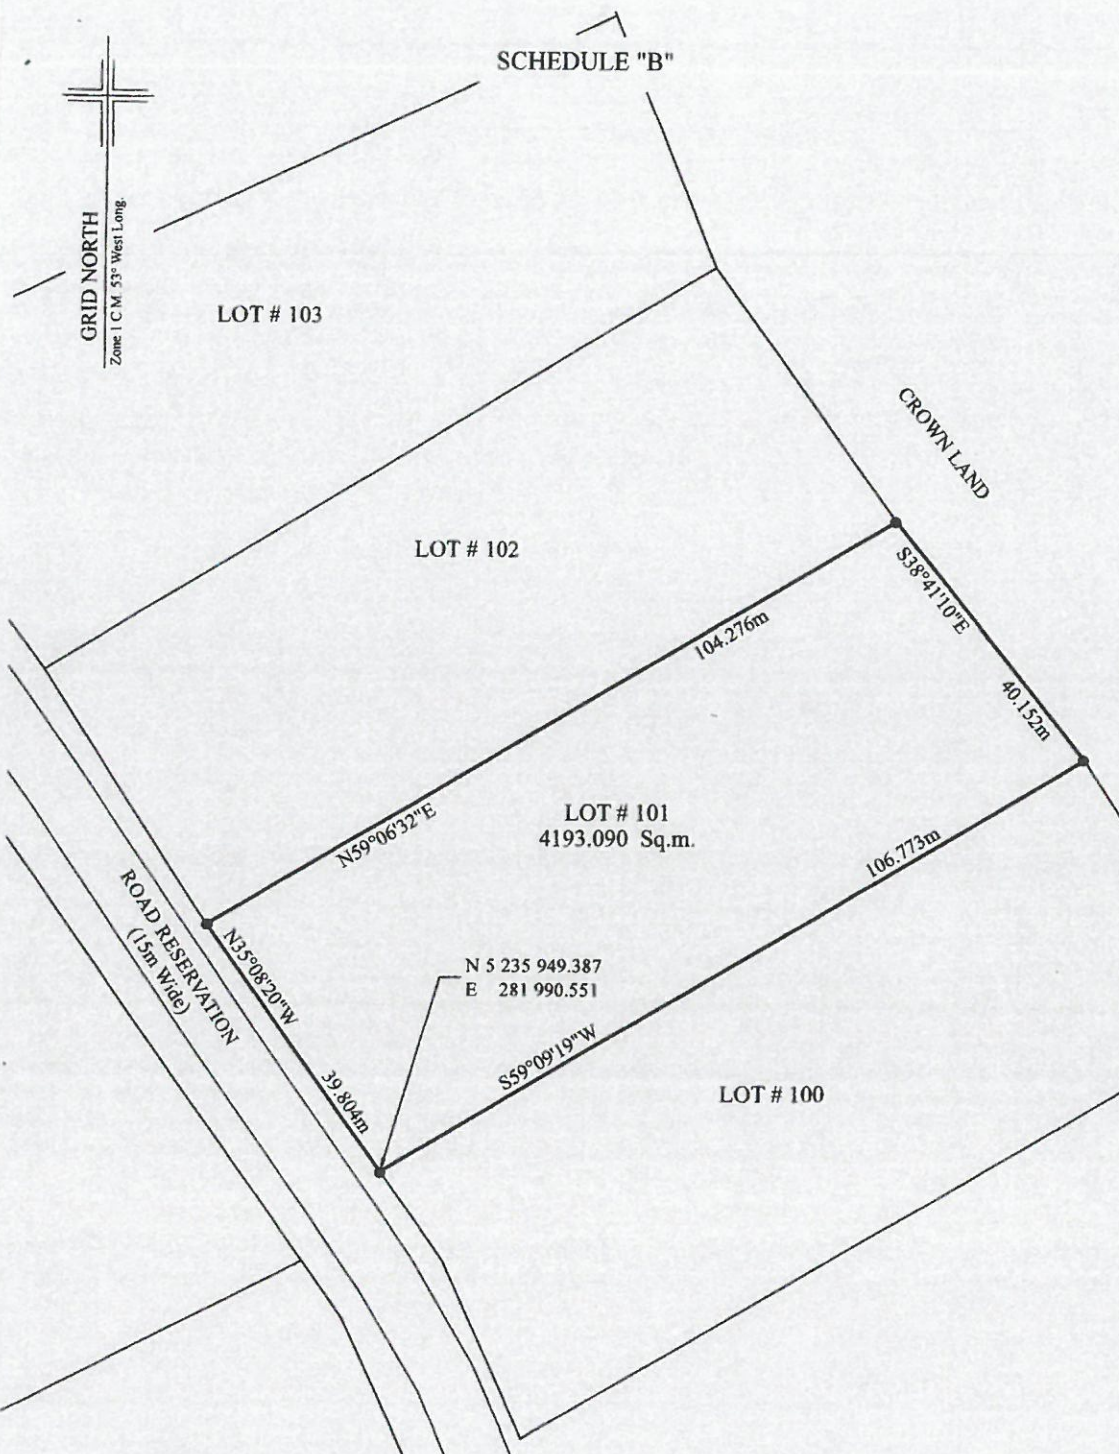 SCHEDULE "B"
GRID NORTH
Zone 1 C.M. 53° West Long.
LOT # 103
CROWN LAND
LOT # 102
S38°41'10"E
104.276m
40.152m
LOT # 101
4193.090 Sq.m.
N59°06'32"E
106.773m
ROAD RESERVATION
(15m Wide)
N35°08'20"W
N 5 235 949.387
E 281 990.551
S59°09'19"W
39.804m
LOT # 100